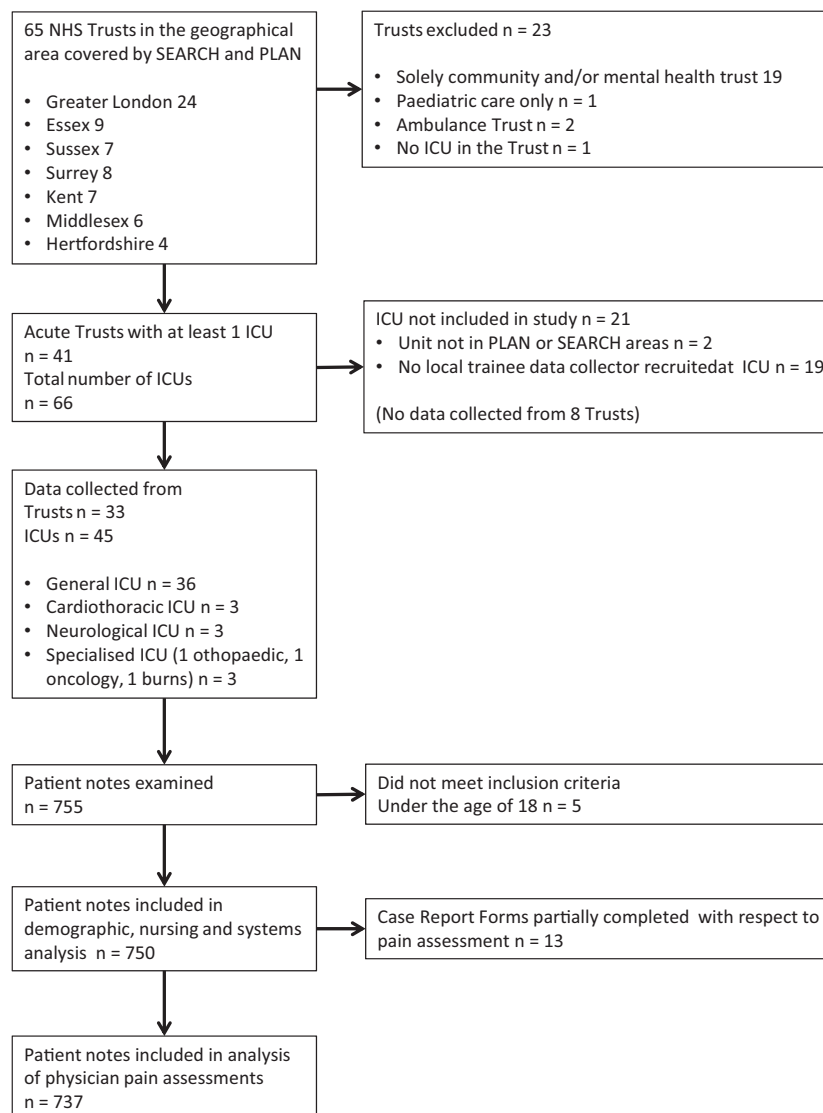 65 NHS Trusts in the geographical
area covered by SEARCH and PLAN
• Greater London 24
• Essex 9
• Sussex 7
• Surrey 8
• Kent 7
• Middlesex 6
• Hertfordshire 4
Trusts excluded n = 23
• Solely community and/or mental health trust 19
• Paediatric care only n = 1
• Ambulance Trust n = 2
• No ICU in the Trust n = 1
Acute Trusts with at least 1 ICU
n = 41
Total number of ICUs
n = 66
ICU not included in study n = 21
• Unit not in PLAN or SEARCH areas n = 2
• No local trainee data collector recruitedat ICU n = 19
(No data collected from 8 Trusts)
Data collected from
Trusts n = 33
ICUs n = 45
• General ICU n = 36
• Cardiothoracic ICU n = 3
• Neurological ICU n = 3
• Specialised ICU (1 othopaedic, 1
oncology, 1 burns) n = 3
Patient notes examined
n = 755
Did not meet inclusion criteria
Under the age of 18 n = 5
Patient notes included in
demographic, nursing and systems
analysis n = 750
Case Report Forms partially completed with respect to
pain assessment n = 13
Patient notes included in analysis
of physician pain assessments
n = 737